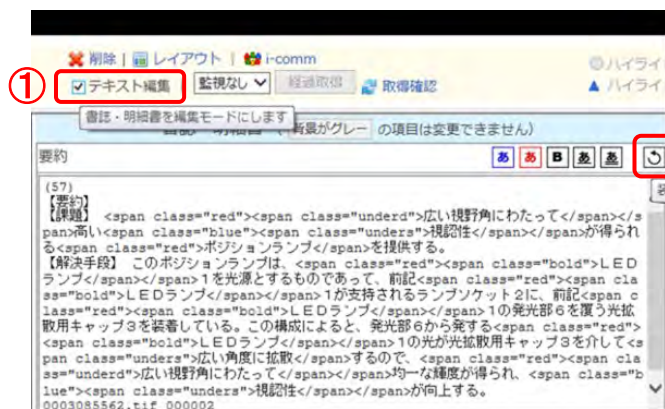 削除 | レイアウト | i-comm
◎ハイライ
① テキスト編集 監視なし 経過取得 取得確認
▲ ハイライ
書誌・明細書を編集モードにします
背景がグレー の項目は変更できません)
要約 あ あ B あ あ
(57)
【要約】
【課題】 <span class="red"><span class="underd">広い視野角にわたって</span></s
pan>高い<span class="blue"><span class="unders">視認性</span></span>が得られ
る<span class="red">ポジションランプ</span>を提供する。
【解決手段】 このポジションランプは、<span class="red"><span class="bold">LED
ランプ</span></span>1を光源とするものであって、前記<span class="red"><span cla
ss="bold">LEDランプ</span></span>1が支持されるランプソケット2に、前記<span c
lass="red"><span class="bold">LEDランプ</span></span>1の発光部6を覆う光拡
散用キャップ3を装着している。この構成によると、発光部6から発する<span class="red">
<span class="bold">LEDランプ</span></span>1の光が光拡散用キャップ3を介して<s
pan class="unders">広い角度に拡散</span>するので、<span class="red"><span cla
ss="underd">広い視野角にわたって</span></span>均一な輝度が得られ、<span class="b
lue"><span class="unders">視認性</span></span>が向上する。
0003085562.tif 000002